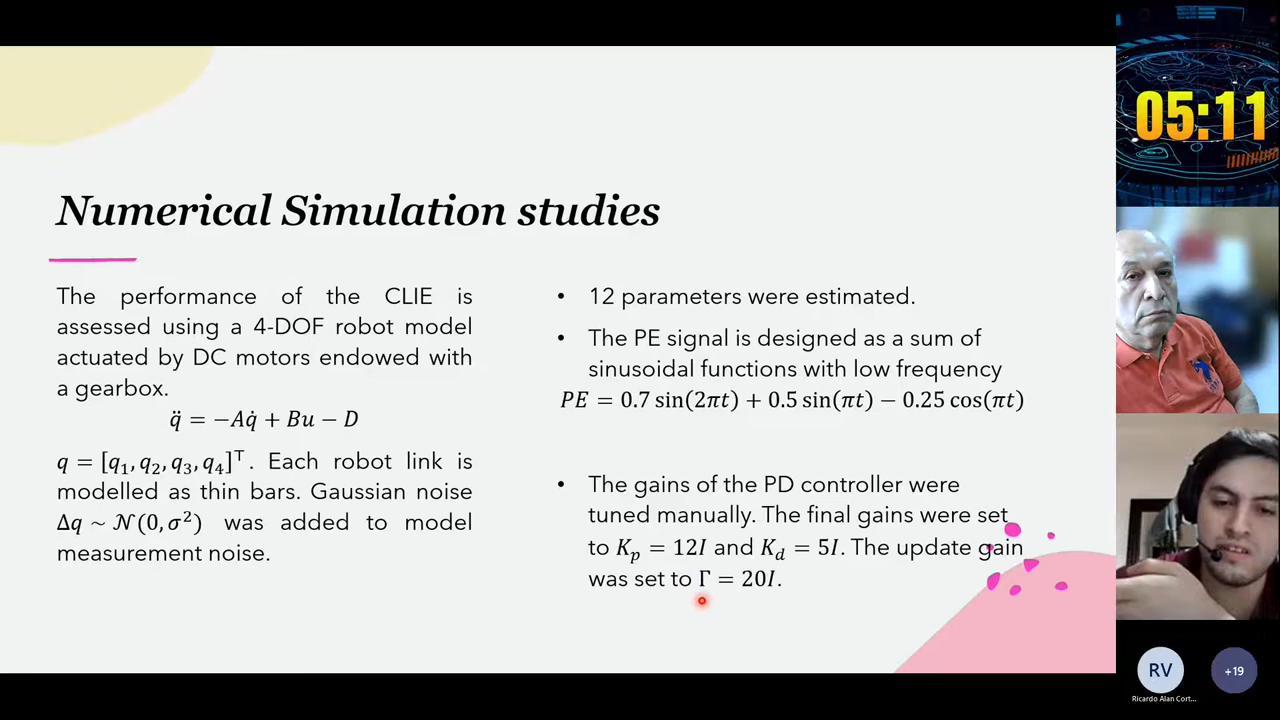 Numerical Simulation studies
The performance of the CLIE is
assessed using a 4-DOF robot model
actuated by DC motors endowed with
a gearbox.
q̈ = −Aq̇ + Bu − D
q = [q₁, q₂, q₃, q₄]ᵀ. Each robot link is
modelled as thin bars. Gaussian noise
Δq ~ 𝒩(0, σ²) was added to model
measurement noise.
• 12 parameters were estimated.
• The PE signal is designed as a sum of
sinusoidal functions with low frequency
PE = 0.7 sin(2πt) + 0.5 sin(πt) − 0.25 cos(πt)
• The gains of the PD controller were
tuned manually. The final gains were set
to Kₚ = 12I and K_d = 5I. The update gain
was set to Γ = 20I.
05:11
RV
Ricardo Alan Cort...
+19